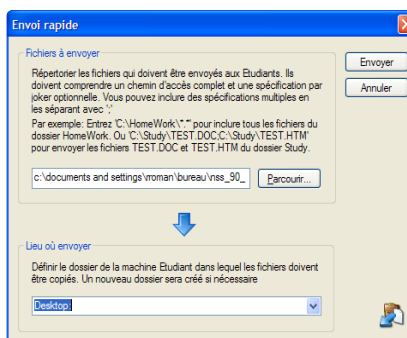 Envoi rapide
Fichiers à envoyer
Répertorier les fichiers qui doivent être envoyés aux Etudiants. Ils
doivent comprendre un chemin d'accès complet et une spécification par
joker optionnelle. Vous pouvez inclure des spécifications multiples en
les séparant avec ';'
Par exemple: Entrez 'C:\HomeWork\*.*' pour inclure tous les fichiers du
dossier HomeWork. Ou 'C:\Study\TEST.DOC;C:\Study\TEST.HTM'
pour envoyer les fichiers TEST.DOC et TEST.HTM du dossier Study.
c:\documents and settings\rroman\bureau\nss_90_
Parcourir...
Envoyer
Annuler
Lieu où envoyer
Définir le dossier de la machine Etudiant dans lequel les fichiers doivent
être copiés. Un nouveau dossier sera créé si nécessaire
Desktop: